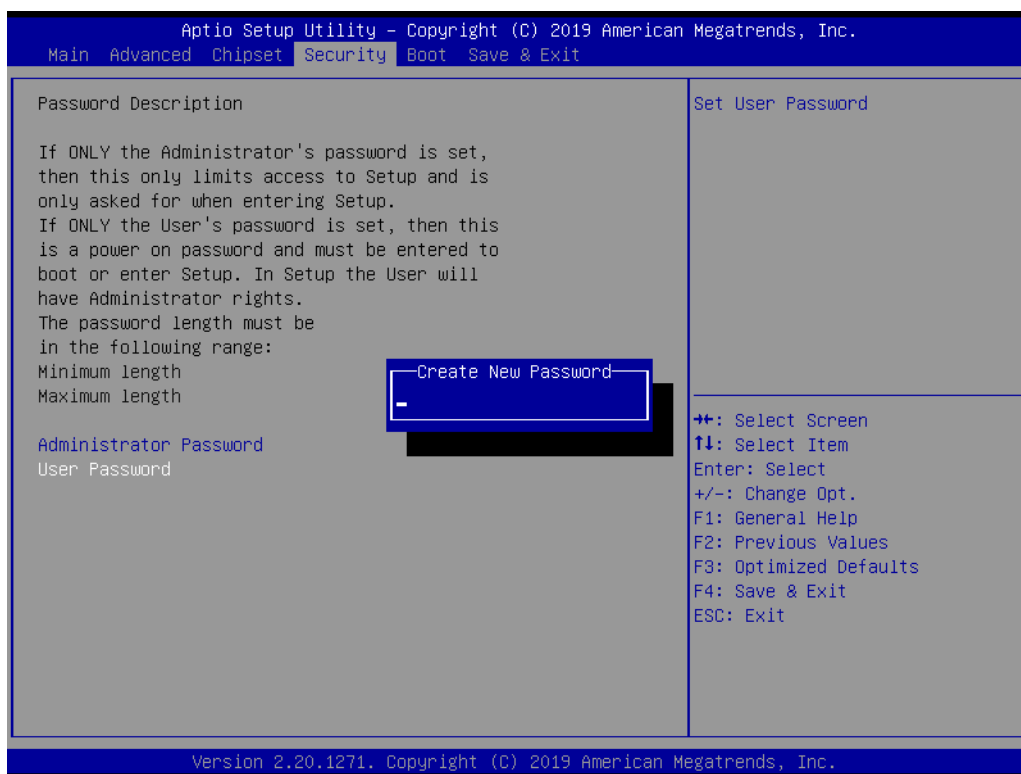 Aptio Setup Utility – Copyright (C) 2019 American Megatrends, Inc.
Main Advanced Chipset Security Boot Save & Exit
Password Description
If ONLY the Administrator's password is set,
then this only limits access to Setup and is
only asked for when entering Setup.
If ONLY the User's password is set, then this
is a power on password and must be entered to
boot or enter Setup. In Setup the User will
have Administrator rights.
The password length must be
in the following range:
Minimum length
Maximum length
Administrator Password
User Password
Create New Password
Set User Password
→←: Select Screen
↑↓: Select Item
Enter: Select
+/-: Change Opt.
F1: General Help
F2: Previous Values
F3: Optimized Defaults
F4: Save & Exit
ESC: Exit
Version 2.20.1271. Copyright (C) 2019 American Megatrends, Inc.